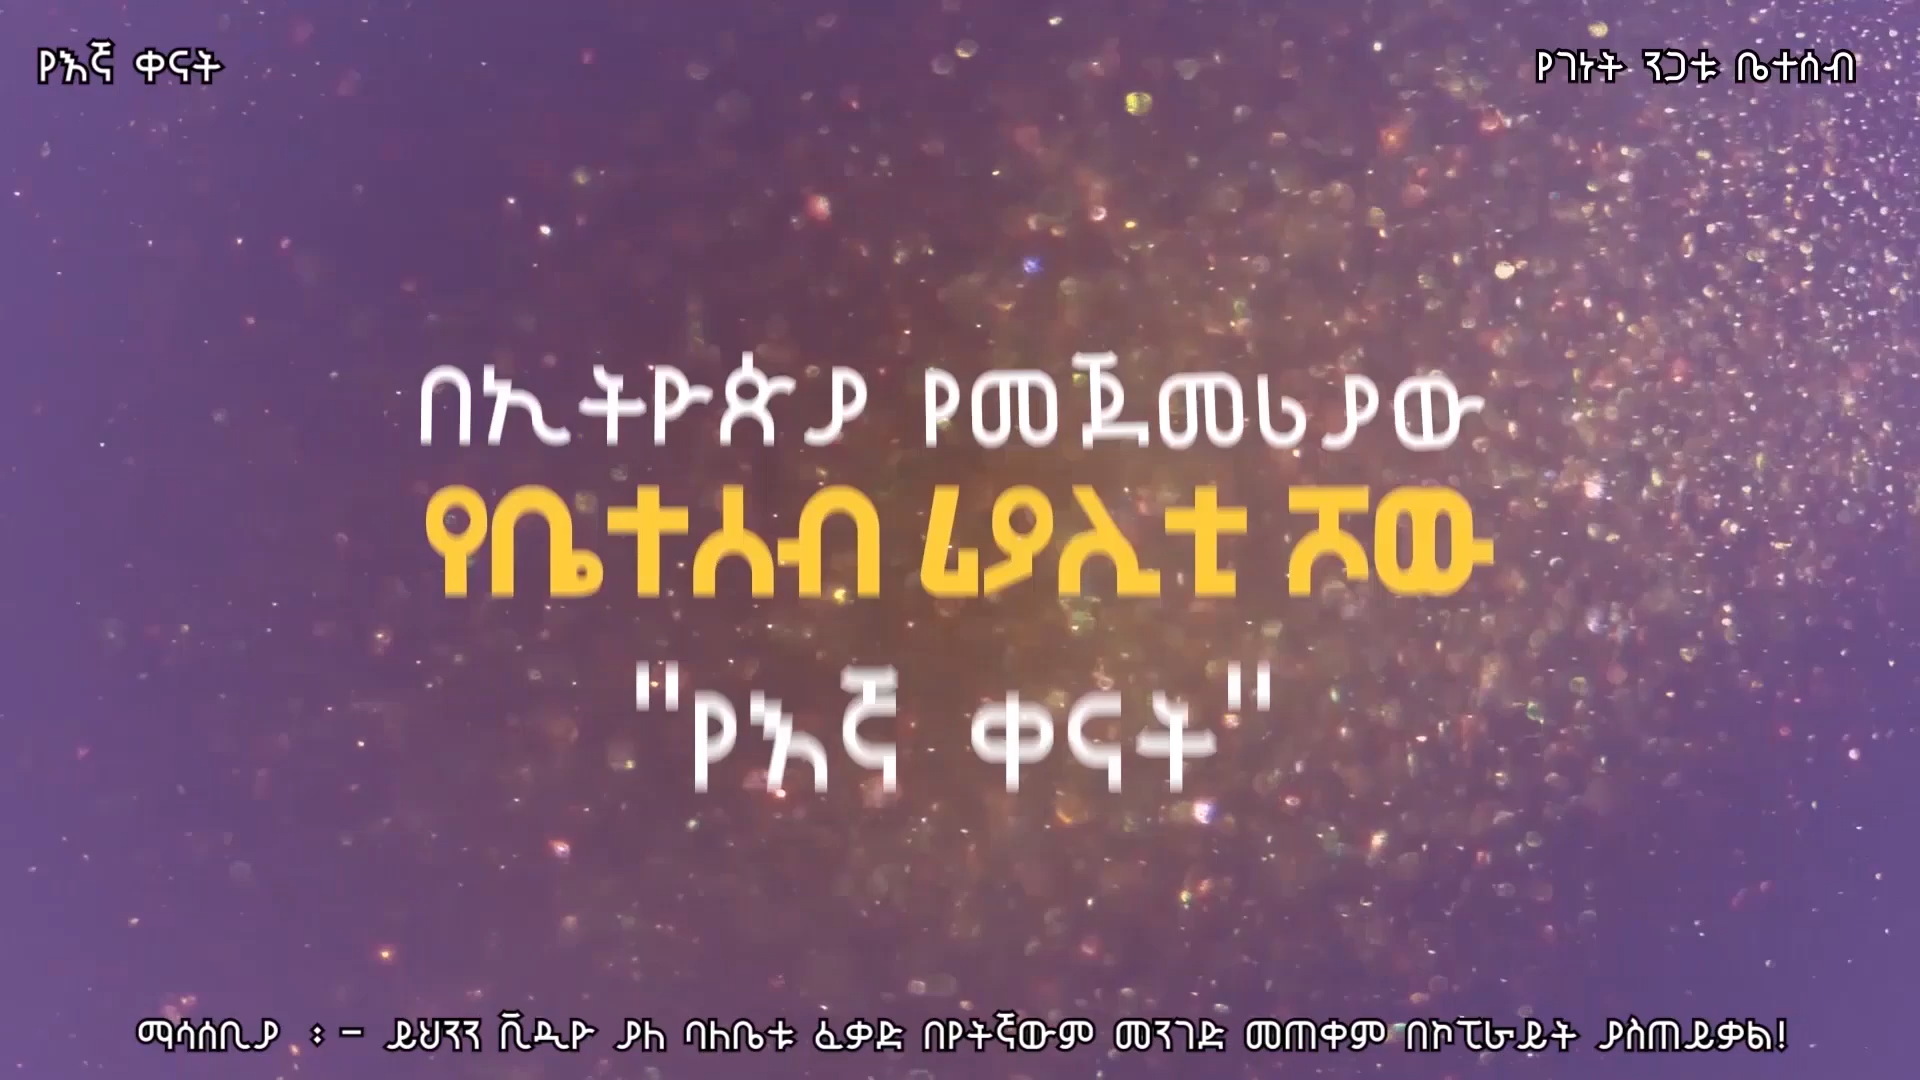 የእኛ ቀናት
የገነት ንጋቱ ቤተሰብ
በኢትዮጵያ የመጀመሪያው
የቤተሰብ ሪያሊቲ ሾው
"የእኛ ቀናት"
ማሳሰቢያ ፡ - ይህንን ቪዲዮ ያለ ባለቤቱ ፈቃድ በየትኛውም መንገድ መጠቀም በኮፒራይት ያስጠይቃል!